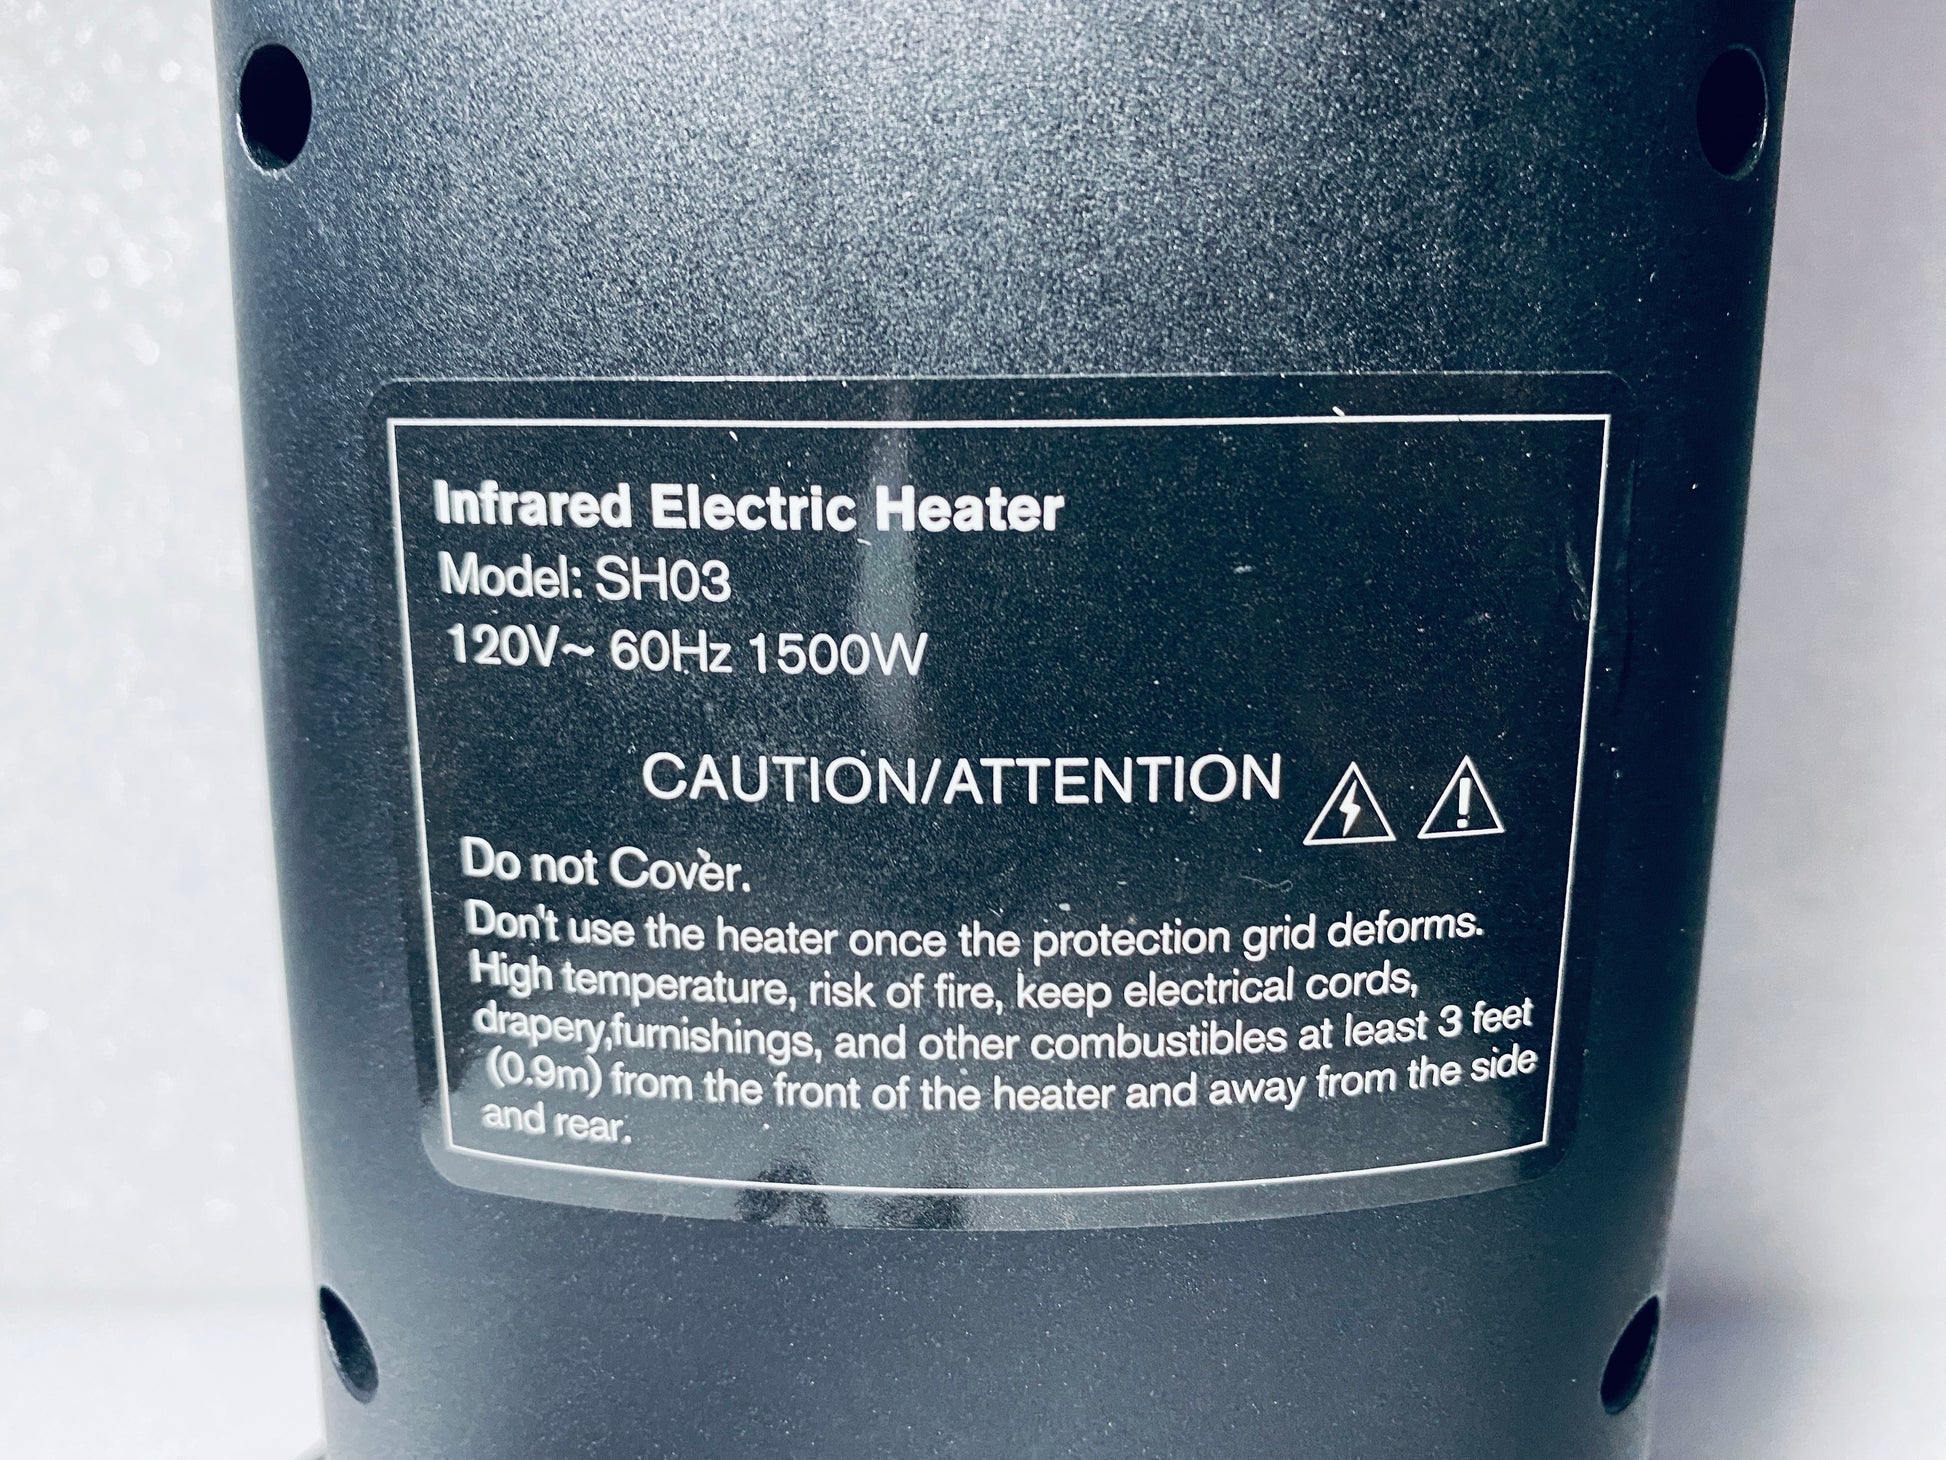 Infrared Electric Heater
Model: SH03
120V~ 60Hz 1500W
CAUTION/ATTENTION
Do not Cover.
Don't use the heater once the protection grid deforms.
High temperature, risk of fire, keep electrical cords,
drapery,furnishings, and other combustibles at least 3 feet
(0.9m) from the front of the heater and away from the side
and rear.